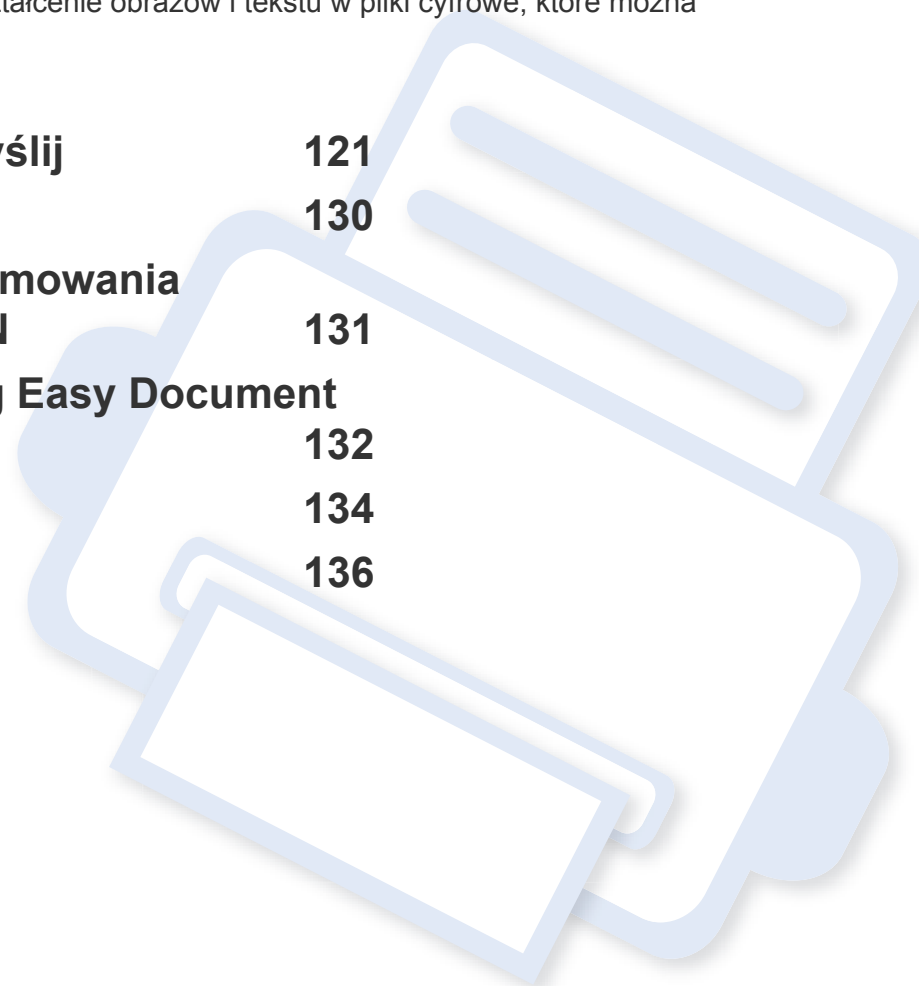 tałcenie obrazów i tekstu w pliki cyfrowe, które można
yślij 121
130
mowania
131
g Easy Document
132
134
136